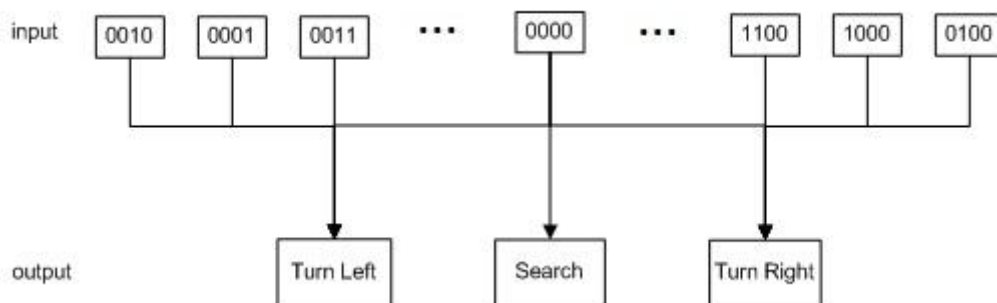 input 0010 0001 0011 ... 0000 ... 1100 1000 0100
output Turn Left Search Turn Right